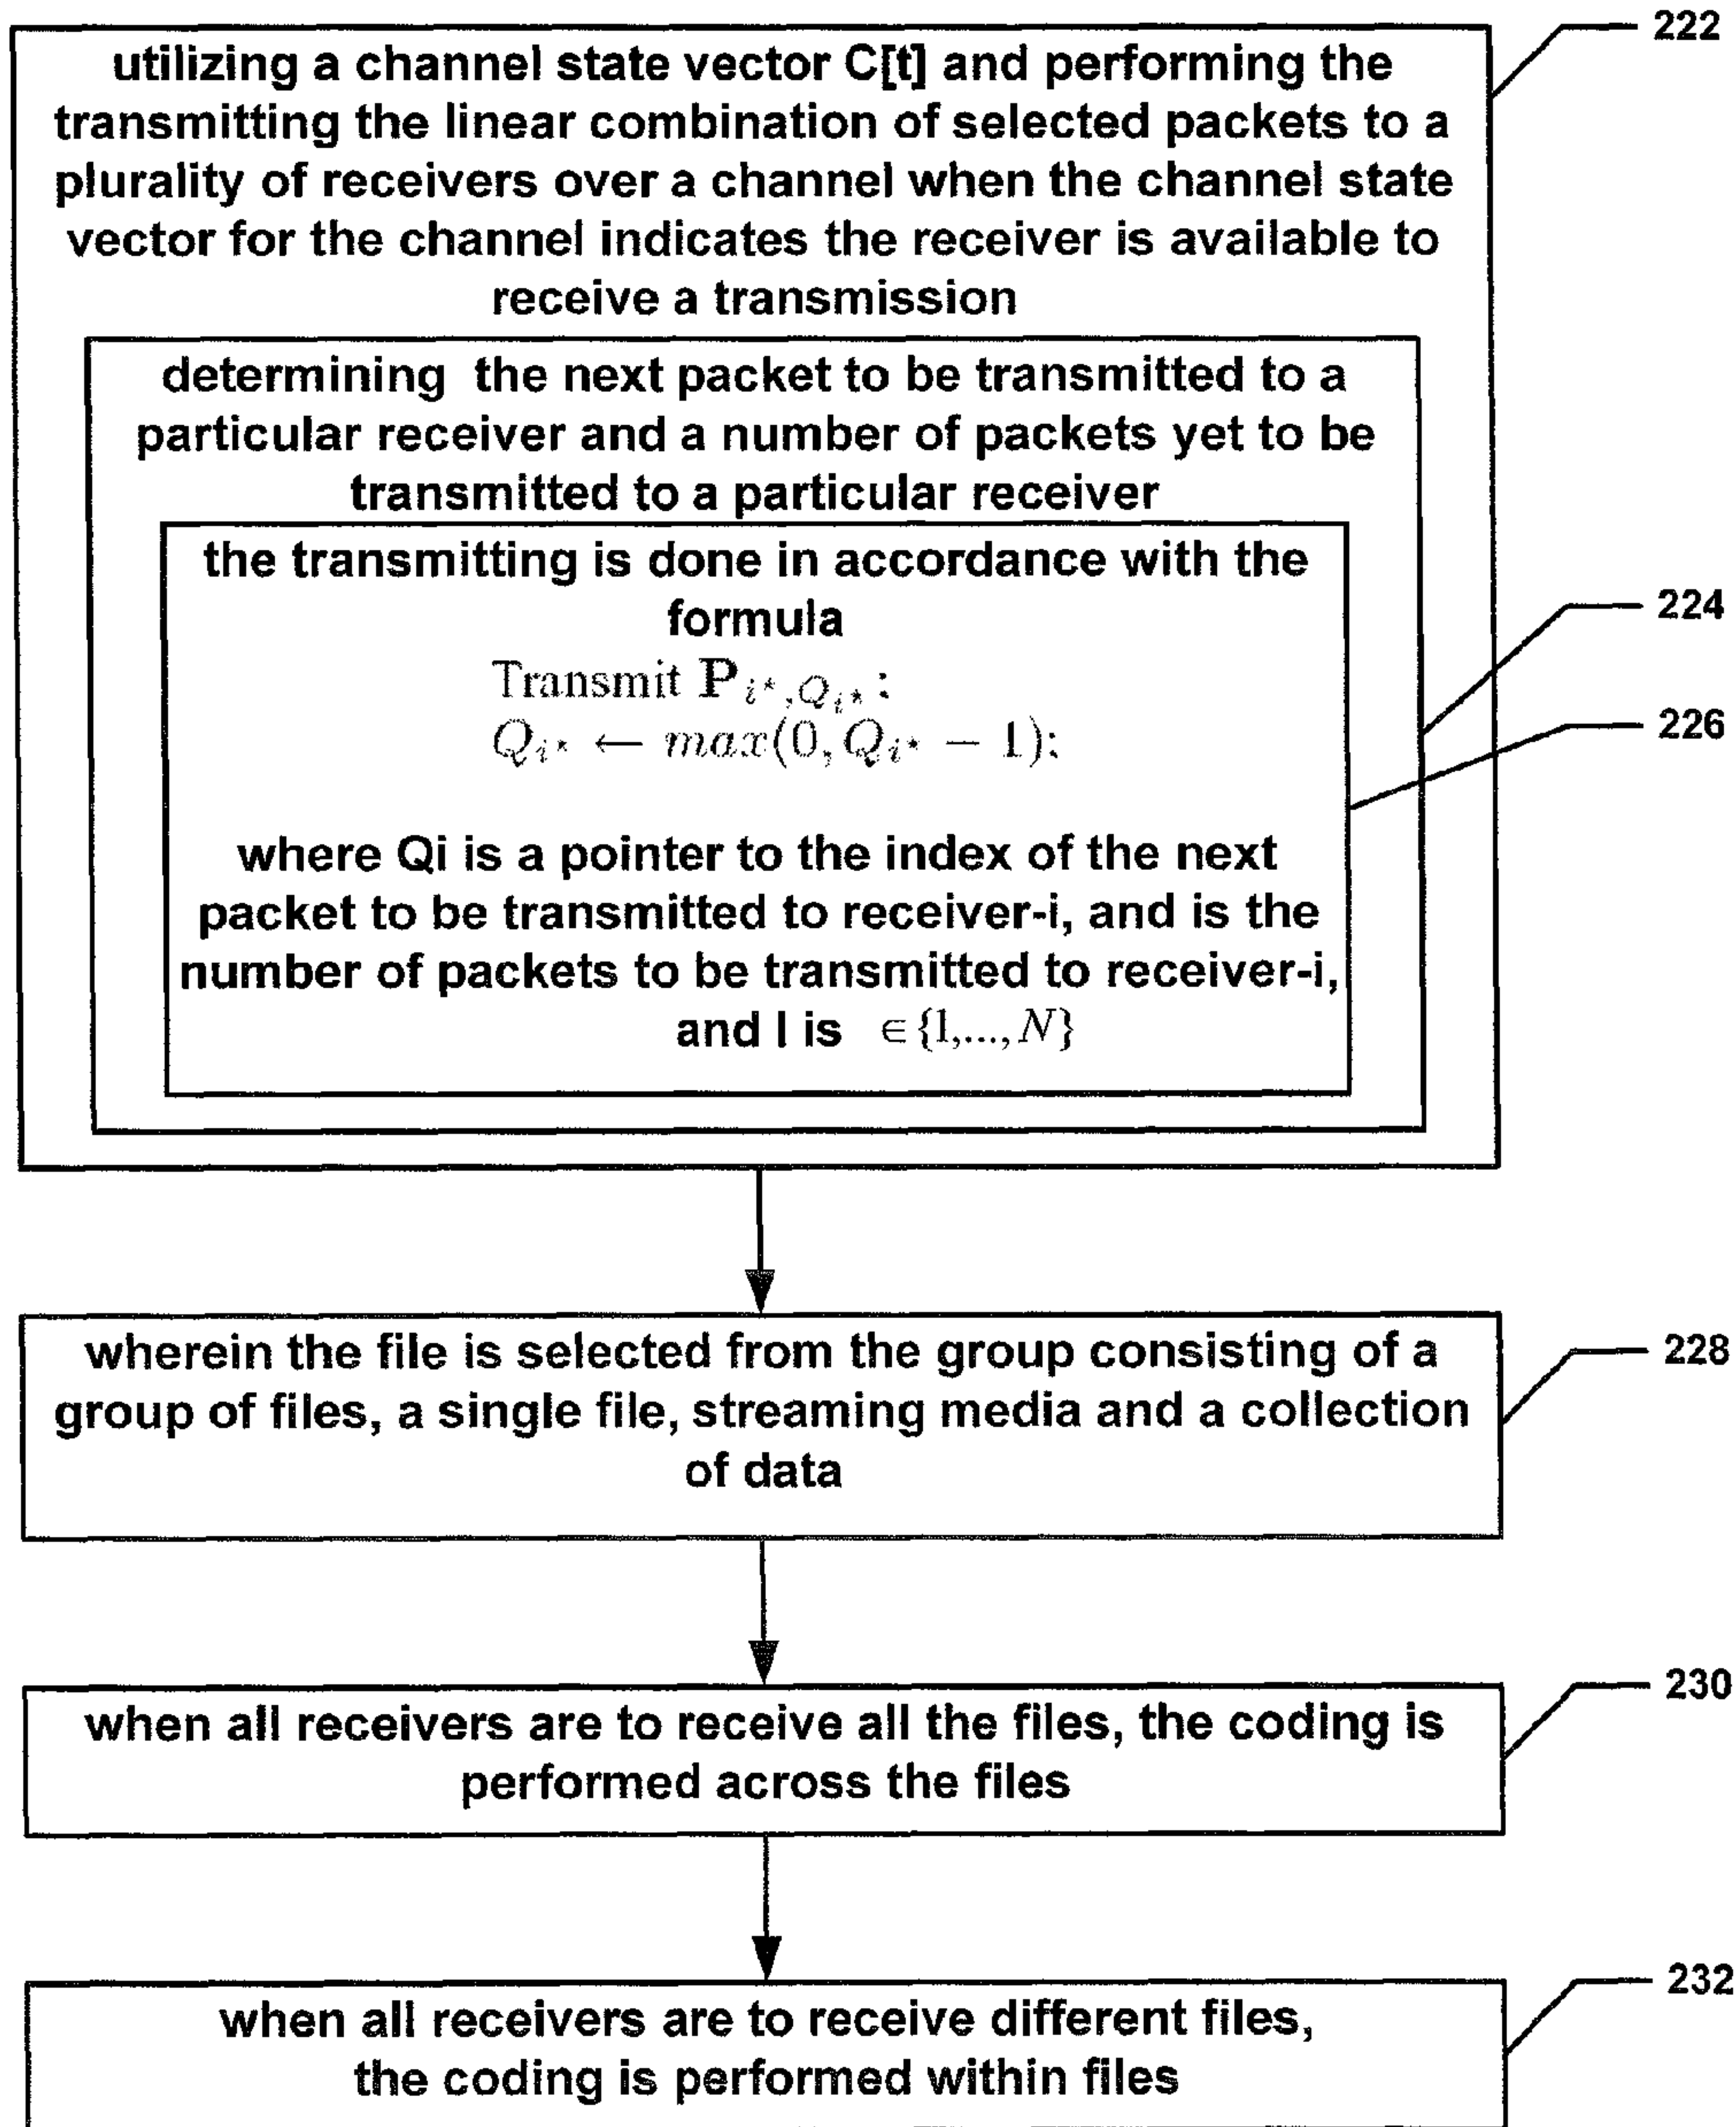 222
utilizing a channel state vector C[t] and performing the
transmitting the linear combination of selected packets to a
plurality of receivers over a channel when the channel state
vector for the channel indicates the receiver is available to
receive a transmission
determining the next packet to be transmitted to a
particular receiver and a number of packets yet to be
transmitted to a particular receiver
the transmitting is done in accordance with the
formula
224
Transmit P_{i*,Q_{i*}};
Q_{i*} ← max(0, Q_{i*} − 1);
226
where Qi is a pointer to the index of the next
packet to be transmitted to receiver-i, and is the
number of packets to be transmitted to receiver-i,
and I is ∈{1,...,N}
wherein the file is selected from the group consisting of a
group of files, a single file, streaming media and a collection
of data
228
when all receivers are to receive all the files, the coding is
performed across the files
230
when all receivers are to receive different files,
the coding is performed within files
232